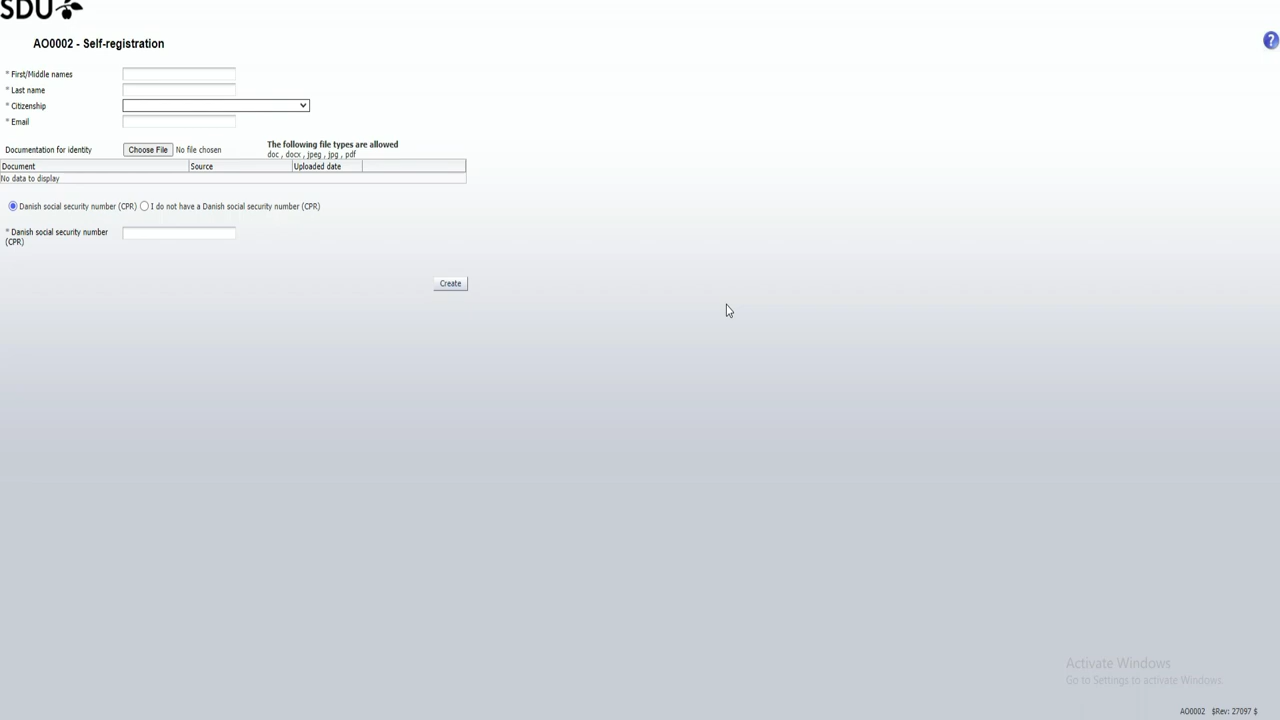 SDU
AO0002 - Self-registration
?
* First/Middle names
* Last name
* Citizenship
* Email
Documentation for identity Choose File No file chosen
The following file types are allowed
doc , docx , jpeg , jpg , pdf
Document Source Uploaded date
No data to display
Danish social security number (CPR) I do not have a Danish social security number (CPR)
* Danish social security number
(CPR)
Create
Activate Windows
Go to Settings to activate Windows.
AO0002 $Rev: 27097 $